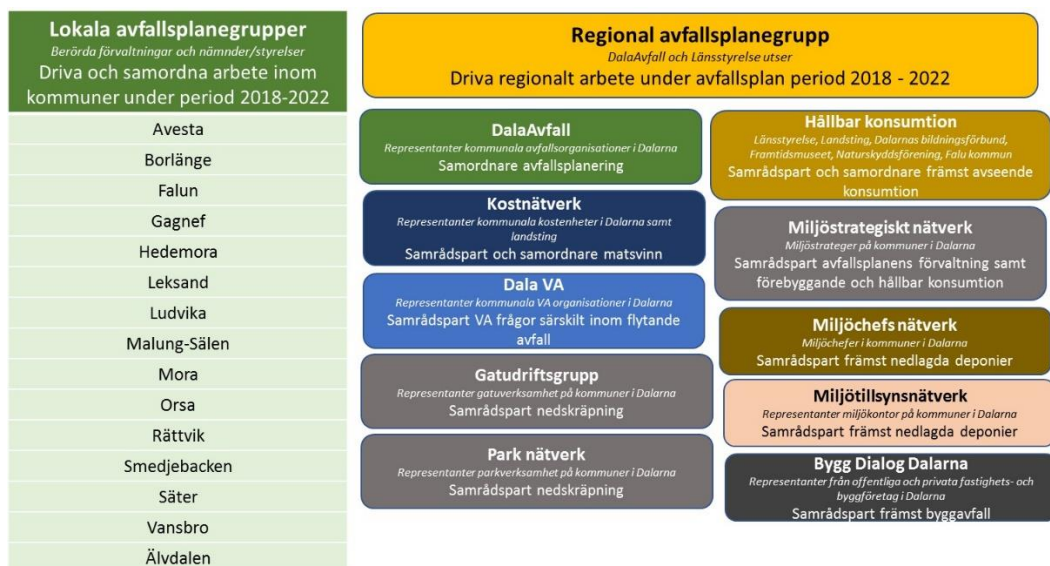 Lokala avfallsplanegrupper
Berörda förvaltningar och nämnder/styrelser
Driva och samordna arbete inom
kommuner under period 2018-2022
Avesta
Borlänge
Falun
Gagnef
Hedemora
Leksand
Ludvika
Malung-Sälen
Mora
Orsa
Rättvik
Smedjebacken
Säter
Vansbro
Älvdalen
Regional avfallsplanegrupp
DalaAvfall och Länsstyrelse utser
Driva regionalt arbete under avfallsplan period 2018 - 2022
DalaAvfall
Representanter kommunala avfallsorganisationer i Dalarna
Samordnare avfallsplanering
Kostnätverk
Representanter kommunala kostenheter i Dalarna samt
landsting
Samrådspart och samordnare matsvinn
Dala VA
Representanter kommunala VA organisationer i Dalarna
Samrådspart VA frågor särskilt inom flytande
avfall
Gatudriftsgrupp
Representanter gatuverksamhet på kommuner i Dalarna
Samrådspart nedskräpning
Park nätverk
Representanter parkverksamhet på kommuner i Dalarna
Samrådspart nedskräpning
Hållbar konsumtion
Länsstyrelse, Landsting, Dalarnas bildningsförbund,
Framtidsmuseet, Naturskyddsförening, Falu kommun
Samrådspart och samordnare främst avseende
konsumtion
Miljöstrategiskt nätverk
Miljöstrateger på kommuner i Dalarna
Samrådspart avfallsplanens förvaltning samt
förebyggande och hållbar konsumtion
Miljöchefs nätverk
Miljöchefer i kommuner i Dalarna
Samrådspart främst nedlagda deponier
Miljötillsynsnätverk
Representanter miljökontor på kommuner i Dalarna
Samrådspart främst nedlagda deponier
Bygg Dialog Dalarna
Representanter från offentliga och privata fastighets- och
byggföretag i Dalarna
Samrådspart främst byggavfall